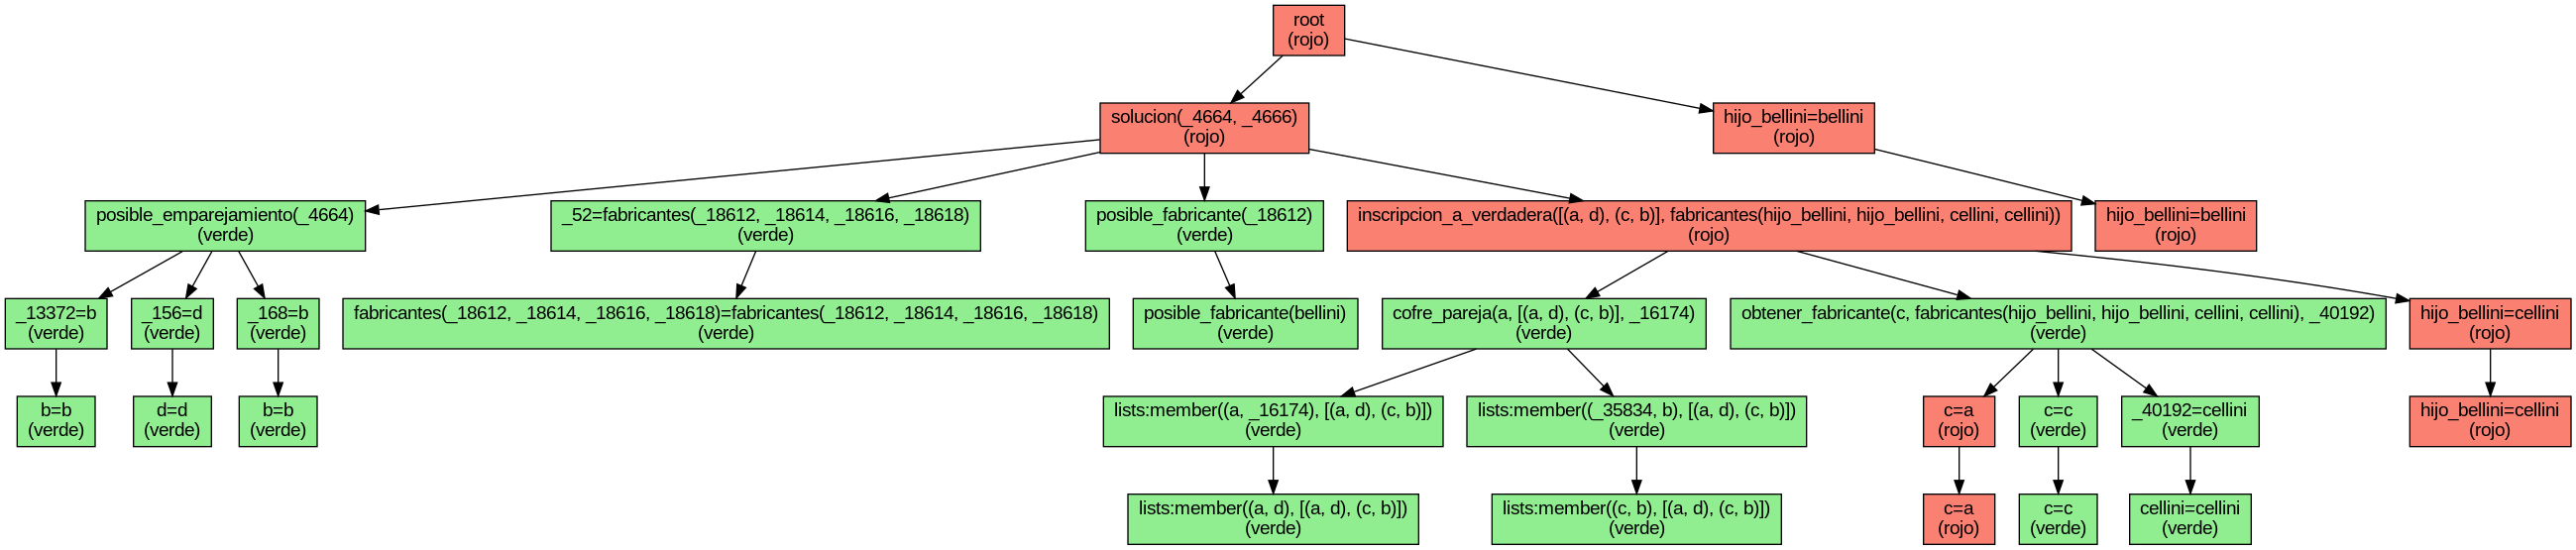 root
(rojo)
solucion(_4664, _4666)
(rojo)
hijo_bellini=bellini
(rojo)
posible_emparejamiento(_4664)
(verde)
_52=fabricantes(_18612, _18614, _18616, _18618)
(verde)
posible_fabricante(_18612)
(verde)
inscripcion_a_verdadera([(a, d), (c, b)], fabricantes(hijo_bellini, hijo_bellini, cellini, cellini))
(rojo)
hijo_bellini=bellini
(rojo)
_13372=b
(verde)
_156=d
(verde)
_168=b
(verde)
fabricantes(_18612, _18614, _18616, _18618)=fabricantes(_18612, _18614, _18616, _18618)
(verde)
posible_fabricante(bellini)
(verde)
cofre_pareja(a, [(a, d), (c, b)], _16174)
(verde)
obtener_fabricante(c, fabricantes(hijo_bellini, hijo_bellini, cellini, cellini), _40192)
(verde)
hijo_bellini=cellini
(rojo)
b=b
(verde)
d=d
(verde)
b=b
(verde)
lists:member((a, _16174), [(a, d), (c, b)])
(verde)
lists:member((_35834, b), [(a, d), (c, b)])
(verde)
c=a
(rojo)
c=c
(verde)
_40192=cellini
(verde)
hijo_bellini=cellini
(rojo)
lists:member((a, d), [(a, d), (c, b)])
(verde)
lists:member((c, b), [(a, d), (c, b)])
(verde)
c=a
(rojo)
c=c
(verde)
cellini=cellini
(verde)